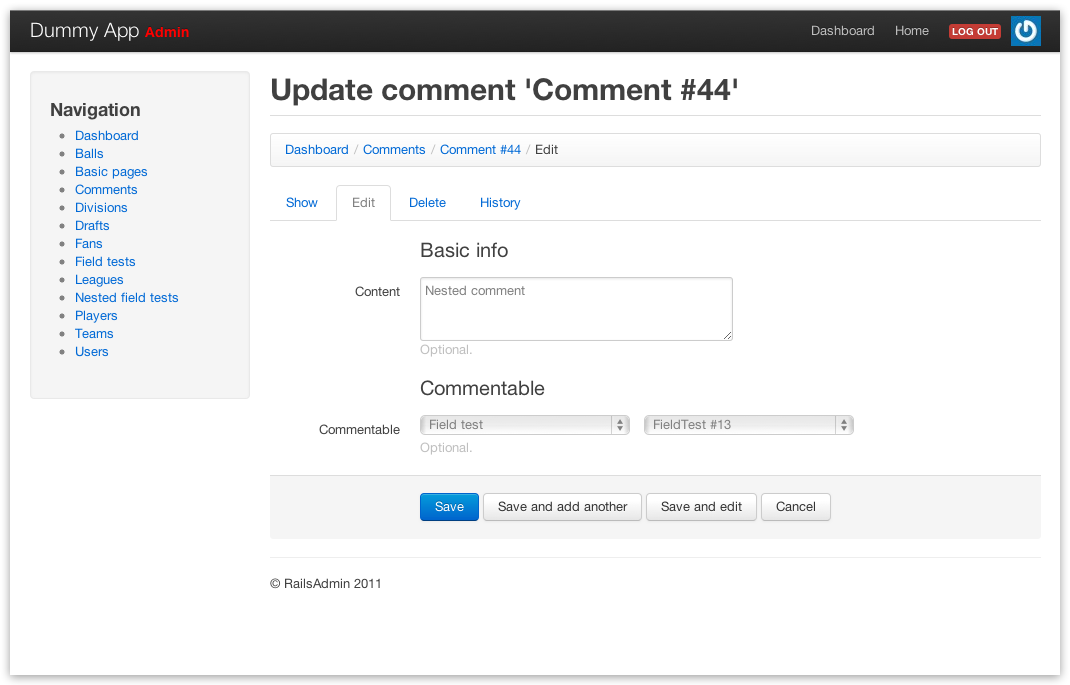 Dummy App Admin Dashboard Home LOG OUT
Navigation
Dashboard
Balls
Basic pages
Comments
Divisions
Drafts
Fans
Field tests
Leagues
Nested field tests
Players
Teams
Users
Update comment 'Comment #44'
Dashboard / Comments / Comment #44 / Edit
Show Edit Delete History
Basic info
Content Nested comment
Optional.
Commentable
Commentable Field test FieldTest #13
Optional.
Save Save and add another Save and edit Cancel
© RailsAdmin 2011